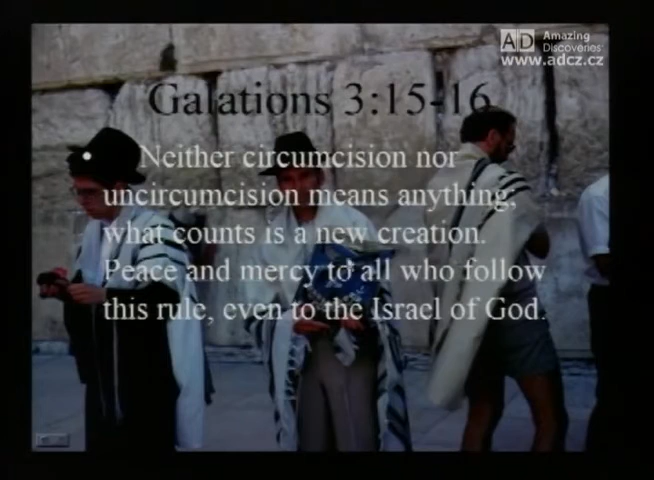 AD Amazing
Discoveries
www.adcz.cz
Galations 3:15-16
Neither circumcision nor
uncircumcision means anything;
what counts is a new creation.
Peace and mercy to all who follow
this rule, even to the Israel of God.